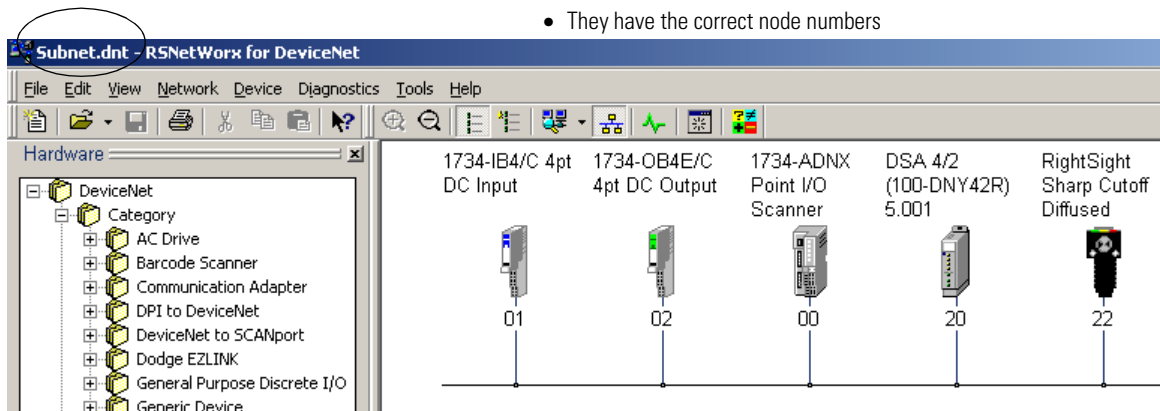 • They have the correct node numbers
Subnet.dnt - RSNetWorx for DeviceNet
File Edit View Network Device Diagnostics Tools Help
Hardware
DeviceNet
Category
AC Drive
Barcode Scanner
Communication Adapter
DPI to DeviceNet
DeviceNet to SCANport
Dodge EZLINK
General Purpose Discrete I/O
Generic Device
1734-IB4/C 4pt
DC Input
01
1734-OB4E/C
4pt DC Output
02
1734-ADNX
Point I/O
Scanner
00
DSA 4/2
(100-DNY42R)
5.001
20
RightSight
Sharp Cutoff
Diffused
22